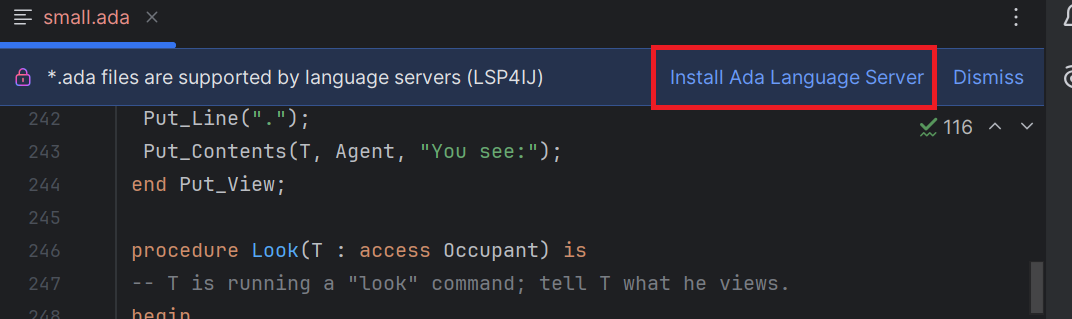 small.ada
*.ada files are supported by language servers (LSP4IJ) Install Ada Language Server Dismiss
242 Put_Line(".");
116
243 Put_Contents(T, Agent, "You see:");
244 end Put_View;
245
246 procedure Look(T : access Occupant) is
247 -- T is running a "look" command; tell T what he views.
248 begin